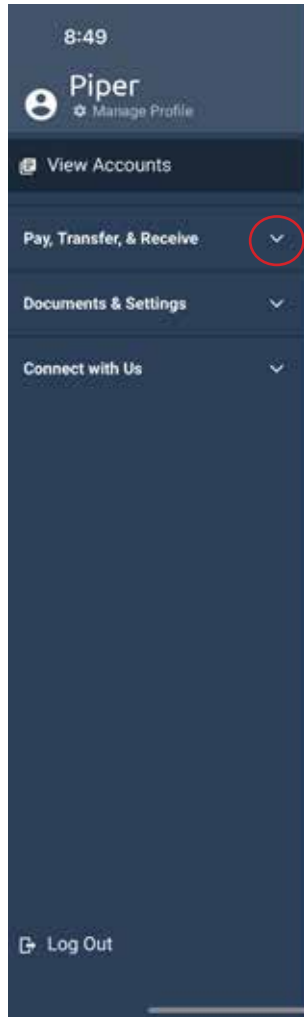 8:49
Piper
Manage Profile
View Accounts
Pay, Transfer, & Receive
Documents & Settings
Connect with Us
Log Out